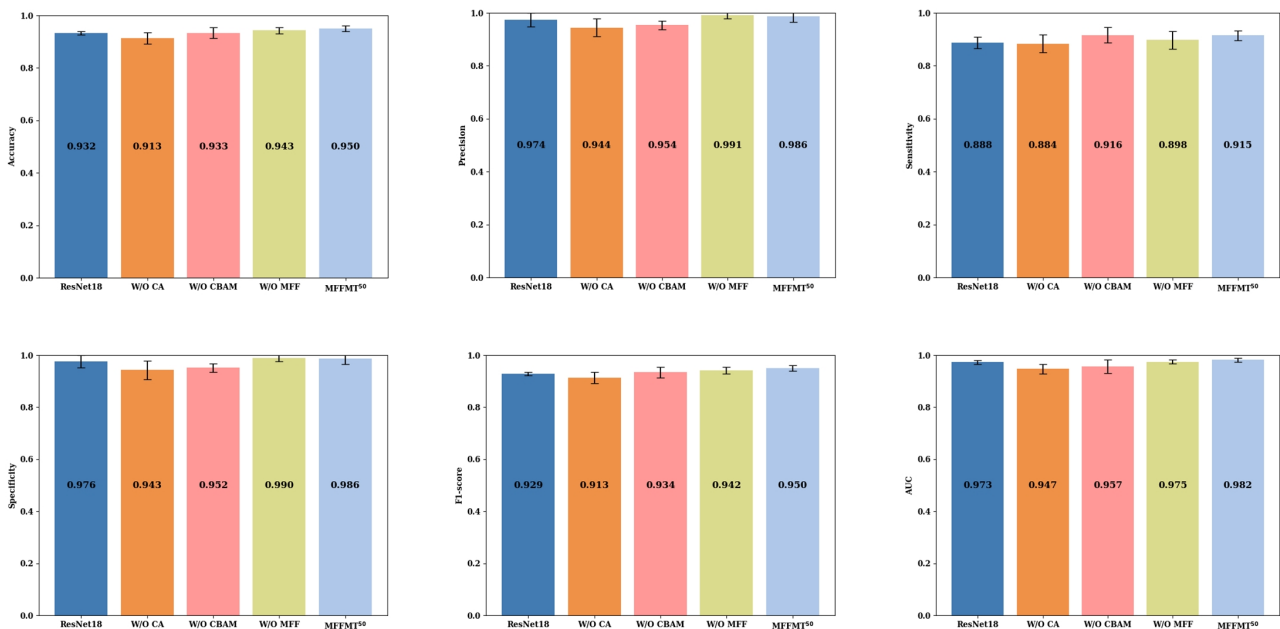 Accuracy
1.0
0.8
0.6
0.4
0.2
0.0
0.932 0.913 0.933 0.943 0.950
ResNet18 W/O CA W/O CBAM W/O MFF MFFMT⁵⁰
Precision
1.0
0.8
0.6
0.4
0.2
0.0
0.974 0.944 0.954 0.991 0.986
ResNet18 W/O CA W/O CBAM W/O MFF MFFMT⁵⁰
Sensitivity
1.0
0.8
0.6
0.4
0.2
0.0
0.888 0.884 0.916 0.898 0.915
ResNet18 W/O CA W/O CBAM W/O MFF MFFMT⁵⁰
Specificity
1.0
0.8
0.6
0.4
0.2
0.0
0.976 0.943 0.952 0.990 0.986
ResNet18 W/O CA W/O CBAM W/O MFF MFFMT⁵⁰
F1-score
1.0
0.8
0.6
0.4
0.2
0.0
0.929 0.913 0.934 0.942 0.950
ResNet18 W/O CA W/O CBAM W/O MFF MFFMT⁵⁰
AUC
1.0
0.8
0.6
0.4
0.2
0.0
0.973 0.947 0.957 0.975 0.982
ResNet18 W/O CA W/O CBAM W/O MFF MFFMT⁵⁰